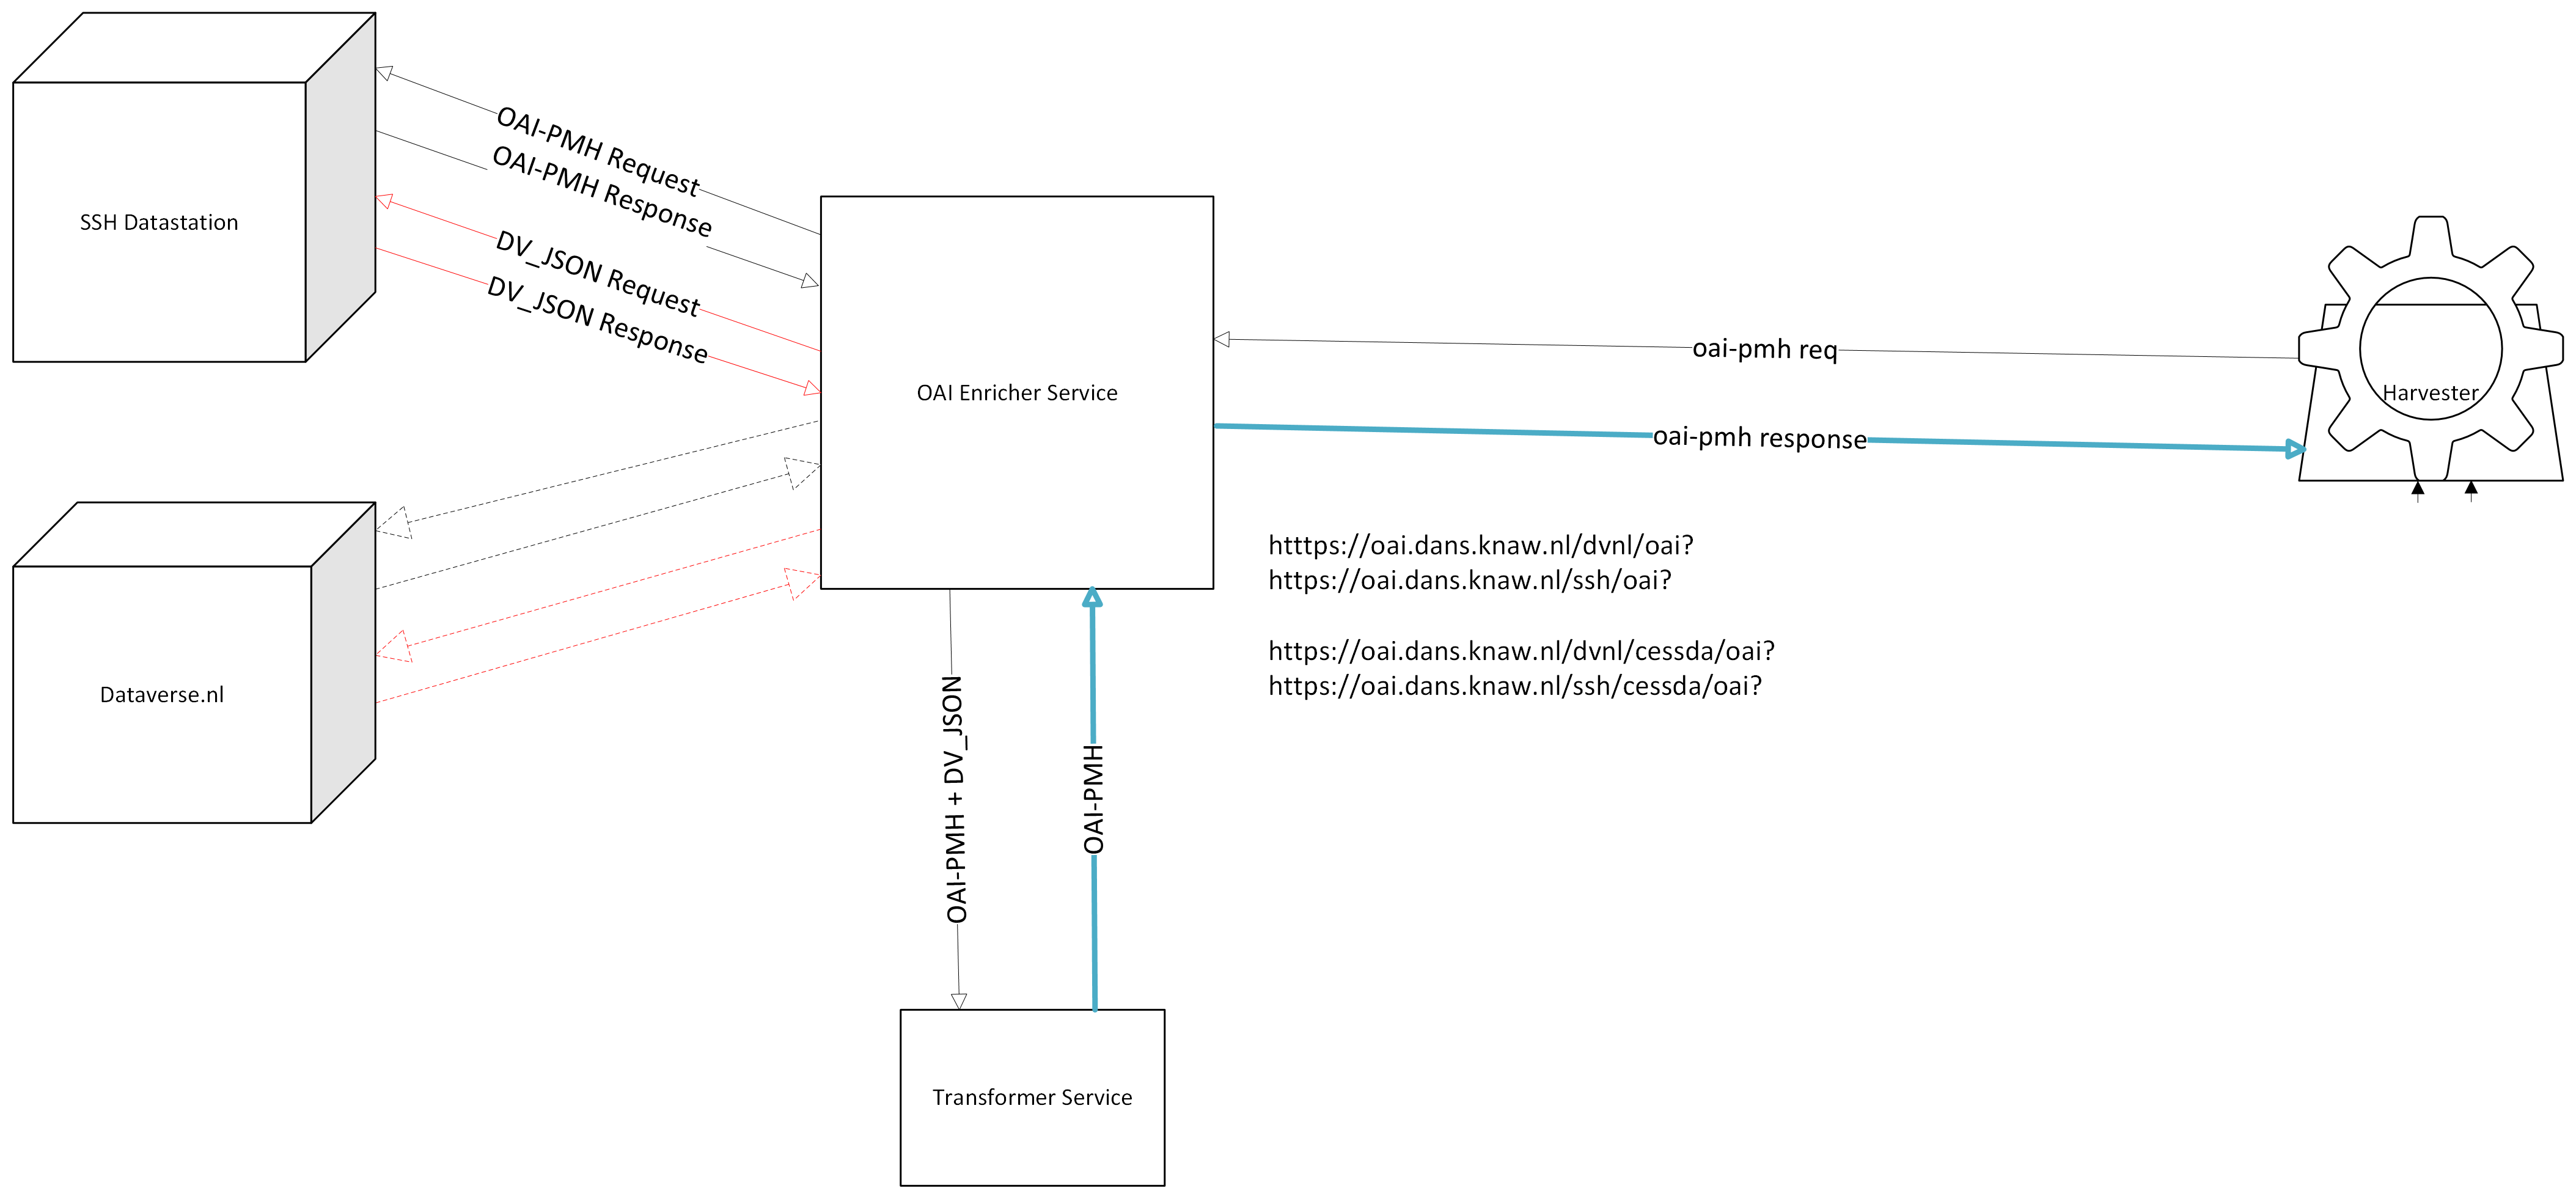 OAI-PMH Request
OAI-PMH Response
SSH Datastation
DV_JSON Request
DV_JSON Response
OAI Enricher Service
oai-pmh req
Harvester
oai-pmh response
htttps://oai.dans.knaw.nl/dvnl/oai?
https://oai.dans.knaw.nl/ssh/oai?
https://oai.dans.knaw.nl/dvnl/cessda/oai?
https://oai.dans.knaw.nl/ssh/cessda/oai?
Dataverse.nl
OAI-PMH + DV_JSON
OAI-PMH
Transformer Service